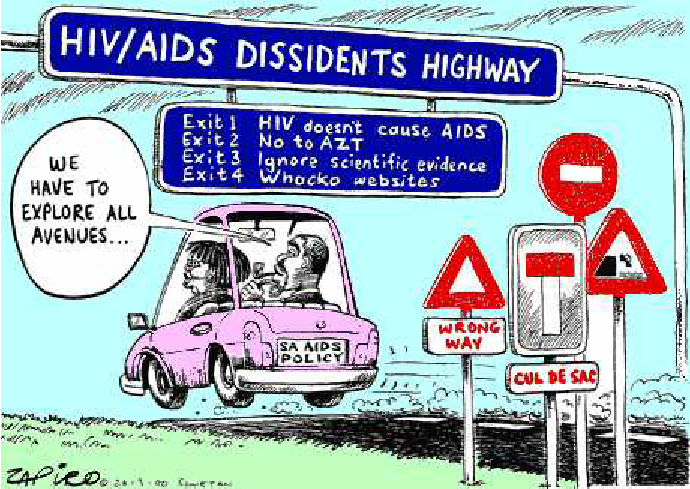 HIV/AIDS DISSIDENTS HIGHWAY
Exit 1 HIV doesn't cause AIDS
Exit 2 No to AZT
Exit 3 Ignore scientific evidence
Exit 4 Whacko websites
WE
HAVE TO
EXPLORE ALL
AVENUES...
SA AIDS
POLICY
WRONG
WAY
CUL DE SAC
ZAPIRO
SOWETAN